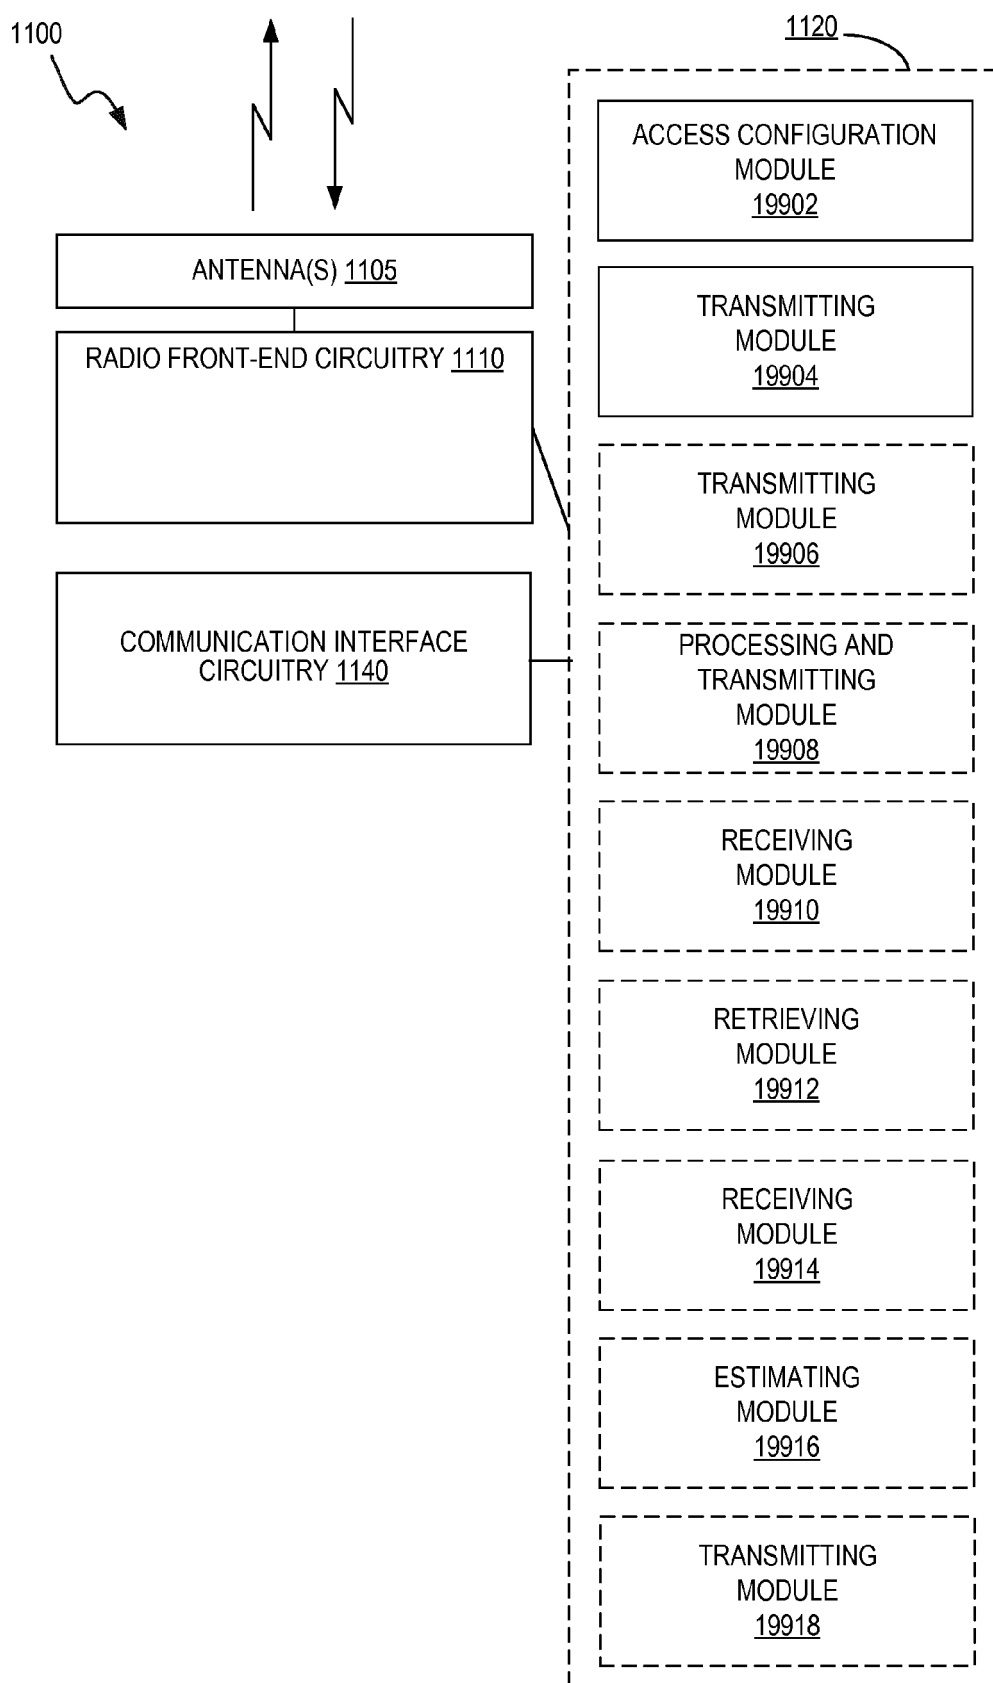 1100
1120
ANTENNA(S) 1105
RADIO FRONT-END CIRCUITRY 1110
COMMUNICATION INTERFACE
CIRCUITRY 1140
ACCESS CONFIGURATION
MODULE
19902
TRANSMITTING
MODULE
19904
TRANSMITTING
MODULE
19906
PROCESSING AND
TRANSMITTING
MODULE
19908
RECEIVING
MODULE
19910
RETRIEVING
MODULE
19912
RECEIVING
MODULE
19914
ESTIMATING
MODULE
19916
TRANSMITTING
MODULE
19918